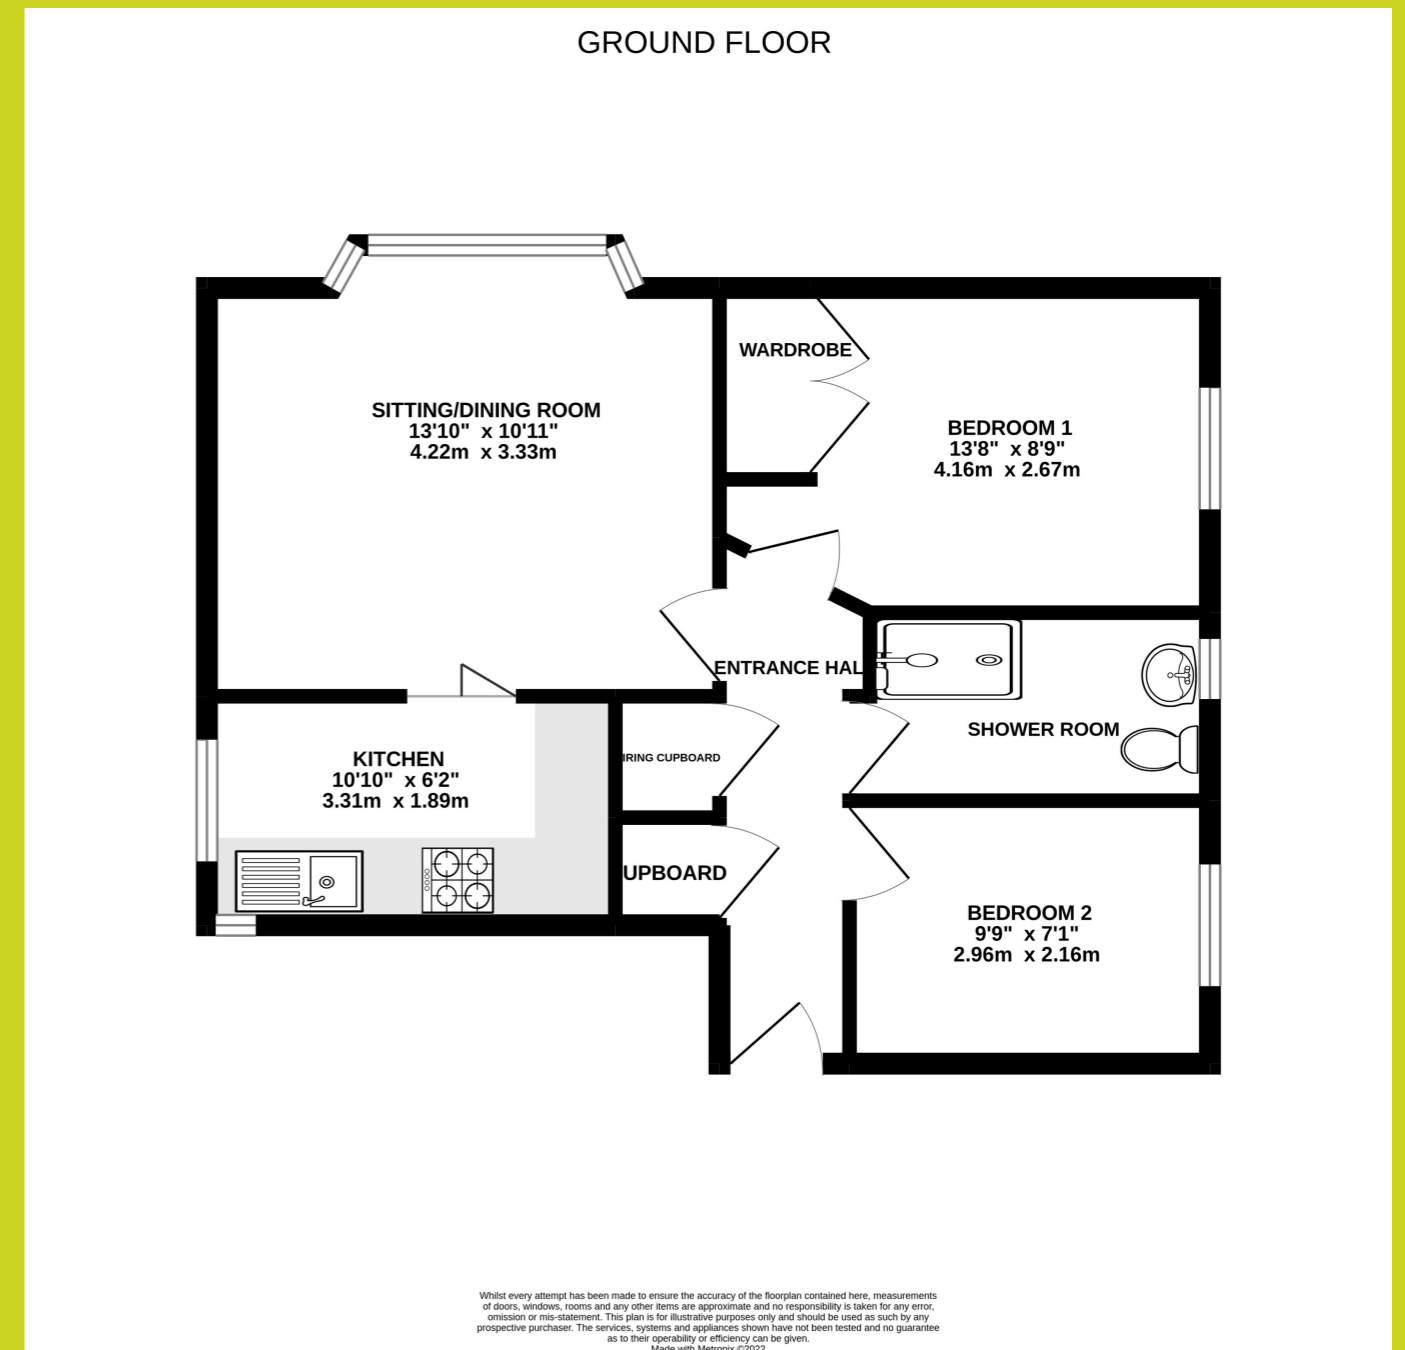 GROUND FLOOR
WARDROBE
SITTING/DINING ROOM
13'10" x 10'11"
4.22m x 3.33m
BEDROOM 1
13'8" x 8'9"
4.16m x 2.67m
ENTRANCE HAL
SHOWER ROOM
KITCHEN
10'10" x 6'2"
3.31m x 1.89m
IRING CUPBOARD
UPBOARD
BEDROOM 2
9'9" x 7'1"
2.96m x 2.16m
Whilst every attempt has been made to ensure the accuracy of the floorplan contained here, measurements
of doors, windows, rooms and any other items are approximate and no responsibility is taken for any error,
omission or mis-statement. This plan is for illustrative purposes only and should be used as such by any
prospective purchaser. The services, systems and appliances shown have not been tested and no guarantee
as to their operability or efficiency can be given.
Made with Metropix ©2022